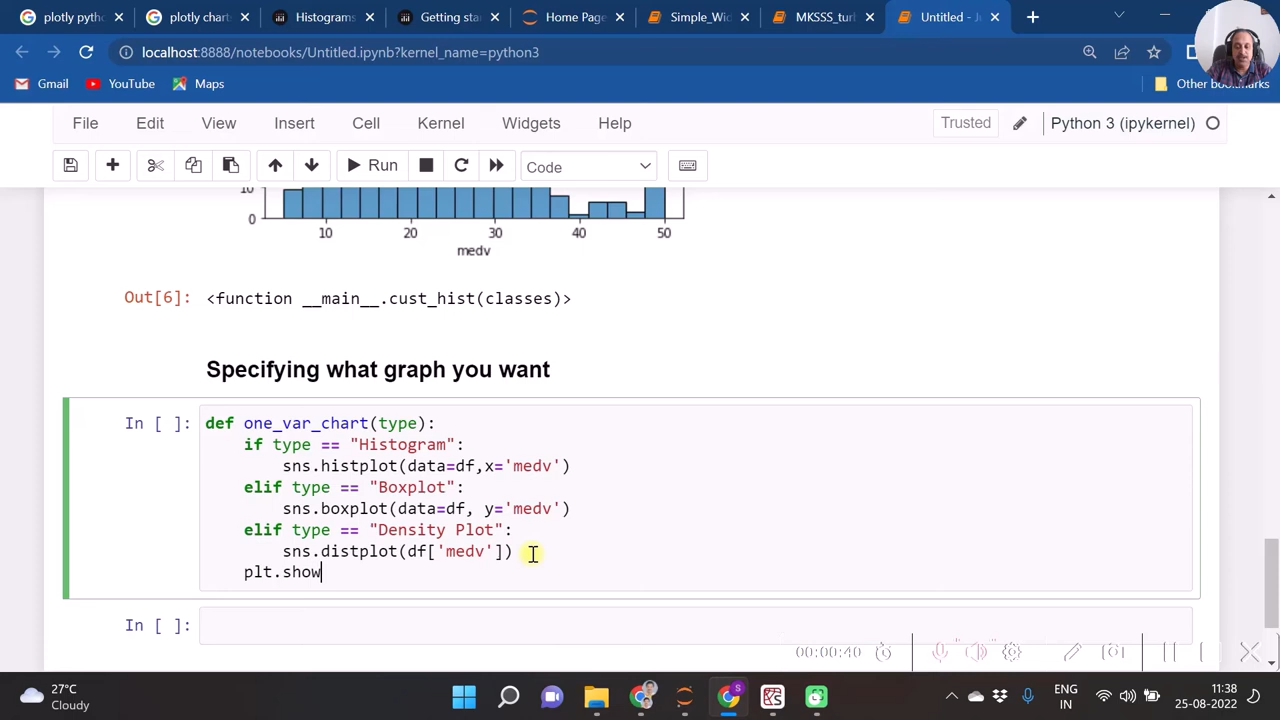 plotly pytho
plotly charts
Histograms
Getting sta
Home Page
Simple_Wid
MKSSS_turl
Untitled - J
localhost:8888/notebooks/Untitled.ipynb?kernel_name=python3
Gmail
YouTube
Maps
Other bookmarks
File
Edit
View
Insert
Cell
Kernel
Widgets
Help
Trusted
Python 3 (ipykernel)
Run
Code
10
0
10
20
30
40
50
medv
Out[6]: <function __main__.cust_hist(classes)>
Specifying what graph you want
In [ ]: def one_var_chart(type):
if type == "Histogram":
sns.histplot(data=df,x='medv')
elif type == "Boxplot":
sns.boxplot(data=df, y='medv')
elif type == "Density Plot":
sns.distplot(df['medv'])
plt.show
In [ ]:
00:00:40
27°C
Cloudy
ENG
IN
11:38
25-08-2022